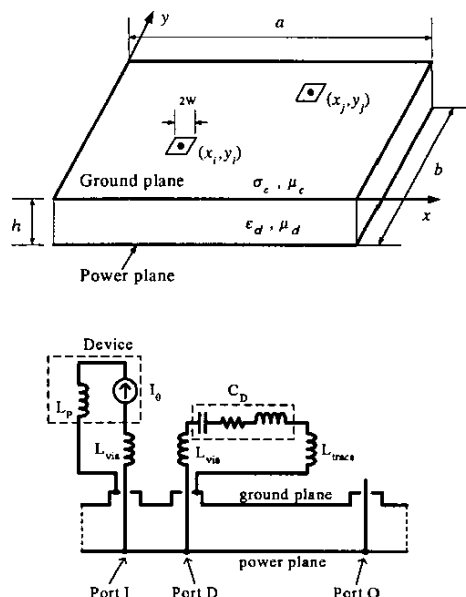 y
a
2W
(x_j, y_j)
(x_i, y_i)
Ground plane
σ_c , μ_c
b
x
h
ε_d , μ_d
Power plane
Device
C_D
L_P
I_0
L_via
L_via
L_trace
ground plane
power plane
Port I
Port D
Port O